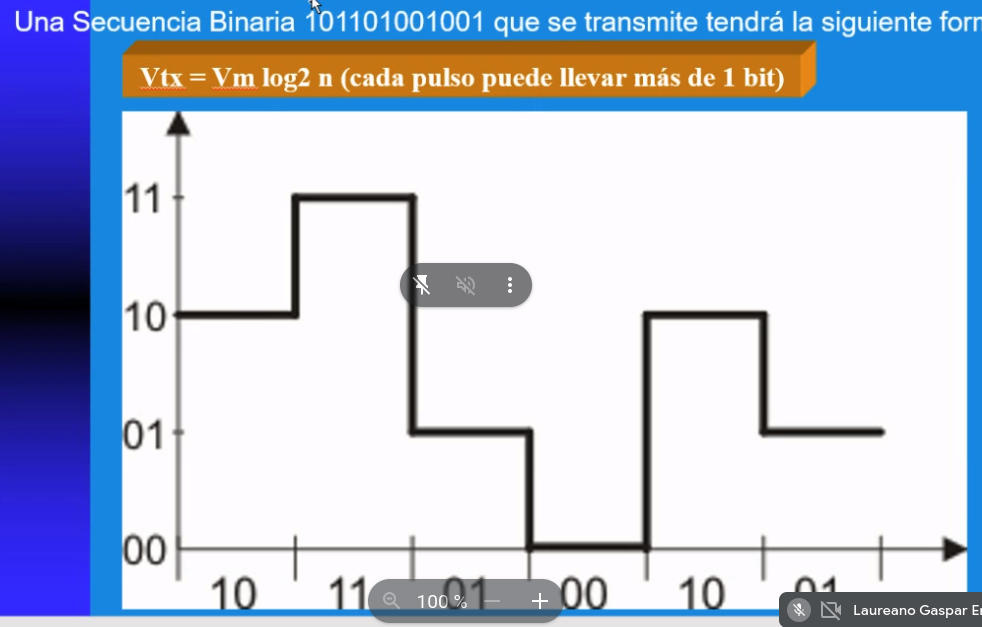 Una Secuencia Binaria 101101001001 que se transmite tendrá la siguiente
Vtx = Vm log2 n (cada pulso puede llevar más de 1 bit)
11
10
01
00
10 11 01 00 10 01
100 %
Laureano Gaspar